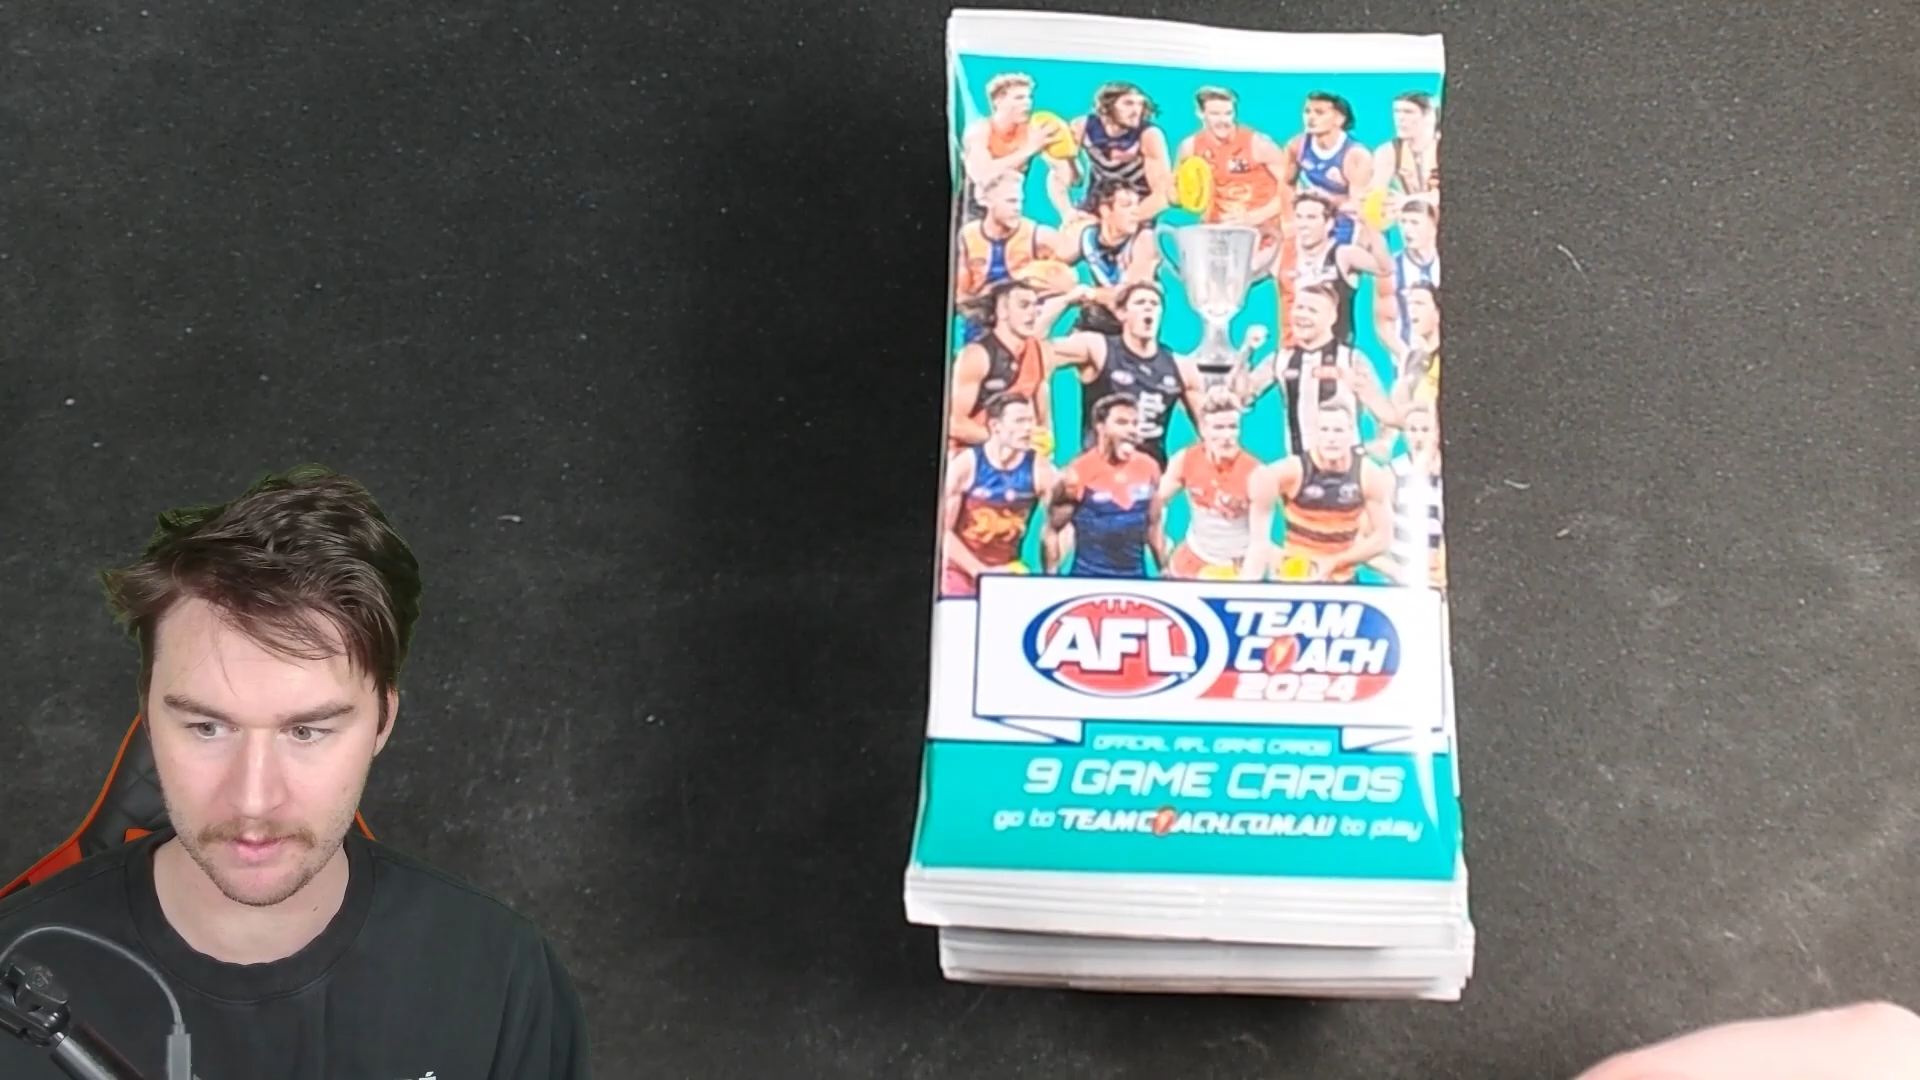 AFL
TEAM
COACH
2024
OFFICIAL AFL GAME CARDS
9 GAME CARDS
go to TEAMCOACH.COM.AU to play